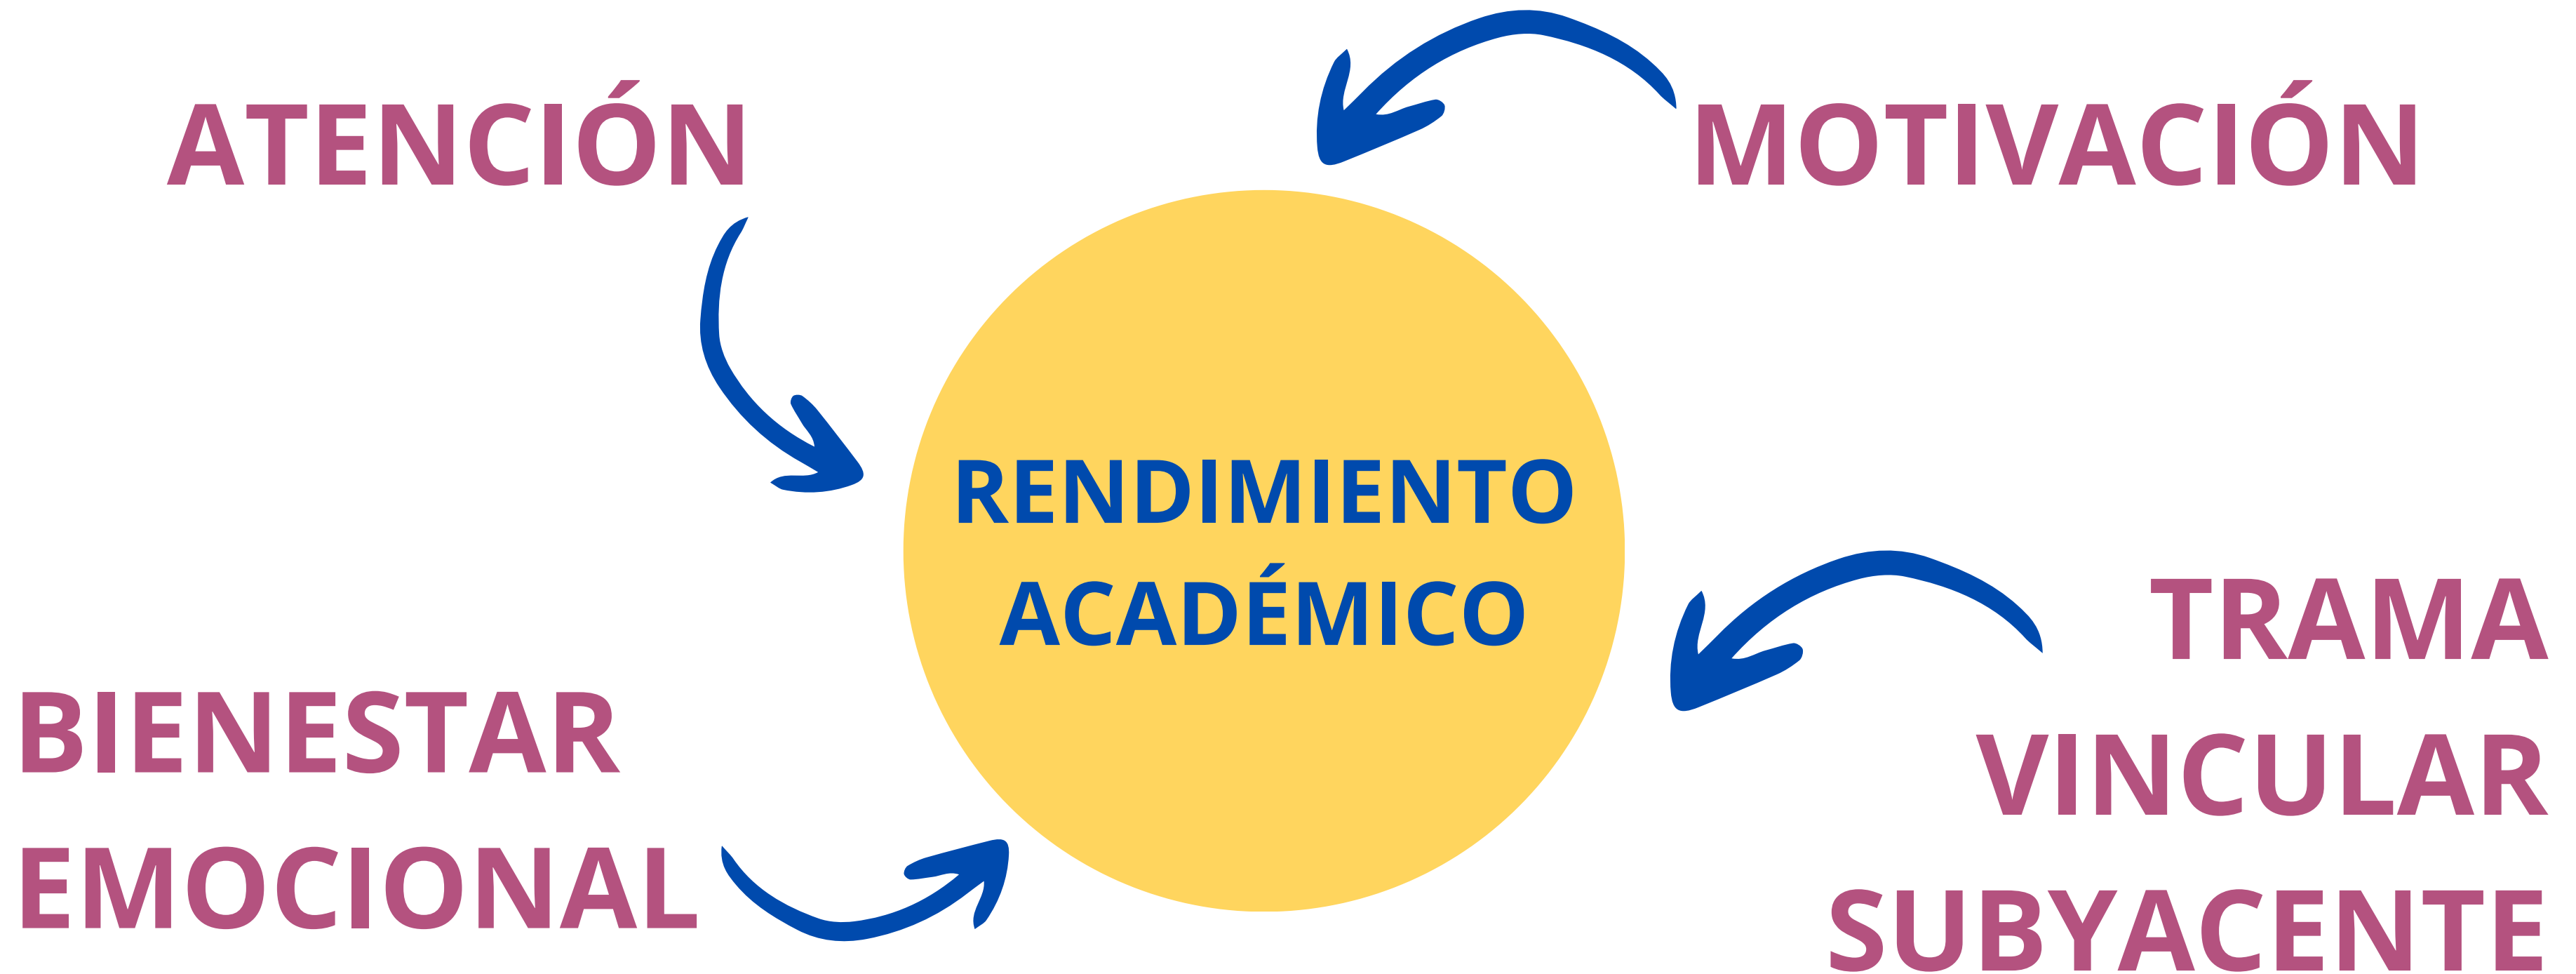 ATENCIÓN
MOTIVACIÓN
RENDIMIENTO
ACADÉMICO
BIENESTAR
EMOCIONAL
TRAMA
VINCULAR
SUBYACENTE